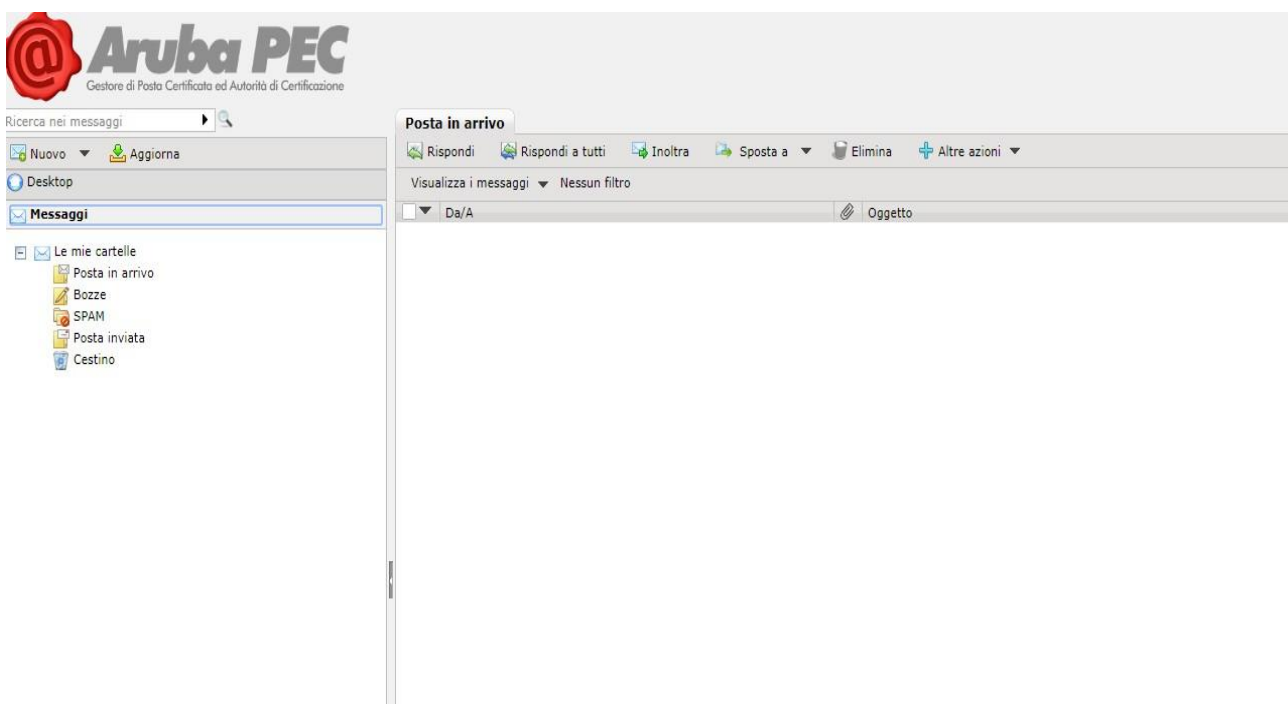 @ Aruba PEC
Gestore di Posta Certificata ed Autorità di Certificazione
Ricerca nei messaggi
Nuovo Aggiorna
Desktop
Messaggi
Le mie cartelle
Posta in arrivo
Bozze
SPAM
Posta inviata
Cestino
Posta in arrivo
Rispondi Rispondi a tutti Inoltra Sposta a Elimina Altre azioni
Visualizza i messaggi Nessun filtro
Da/A Oggetto